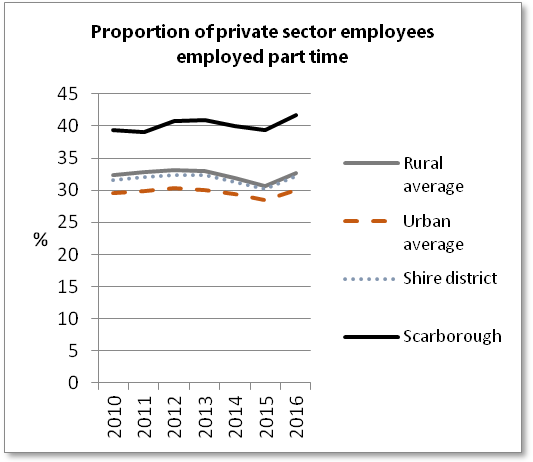 Proportion of private sector employees
employed part time
45
40
35
30
25
20
15
10
5
0
%
2010
2011
2012
2013
2014
2015
2016
Rural
average
Urban
average
Shire district
Scarborough